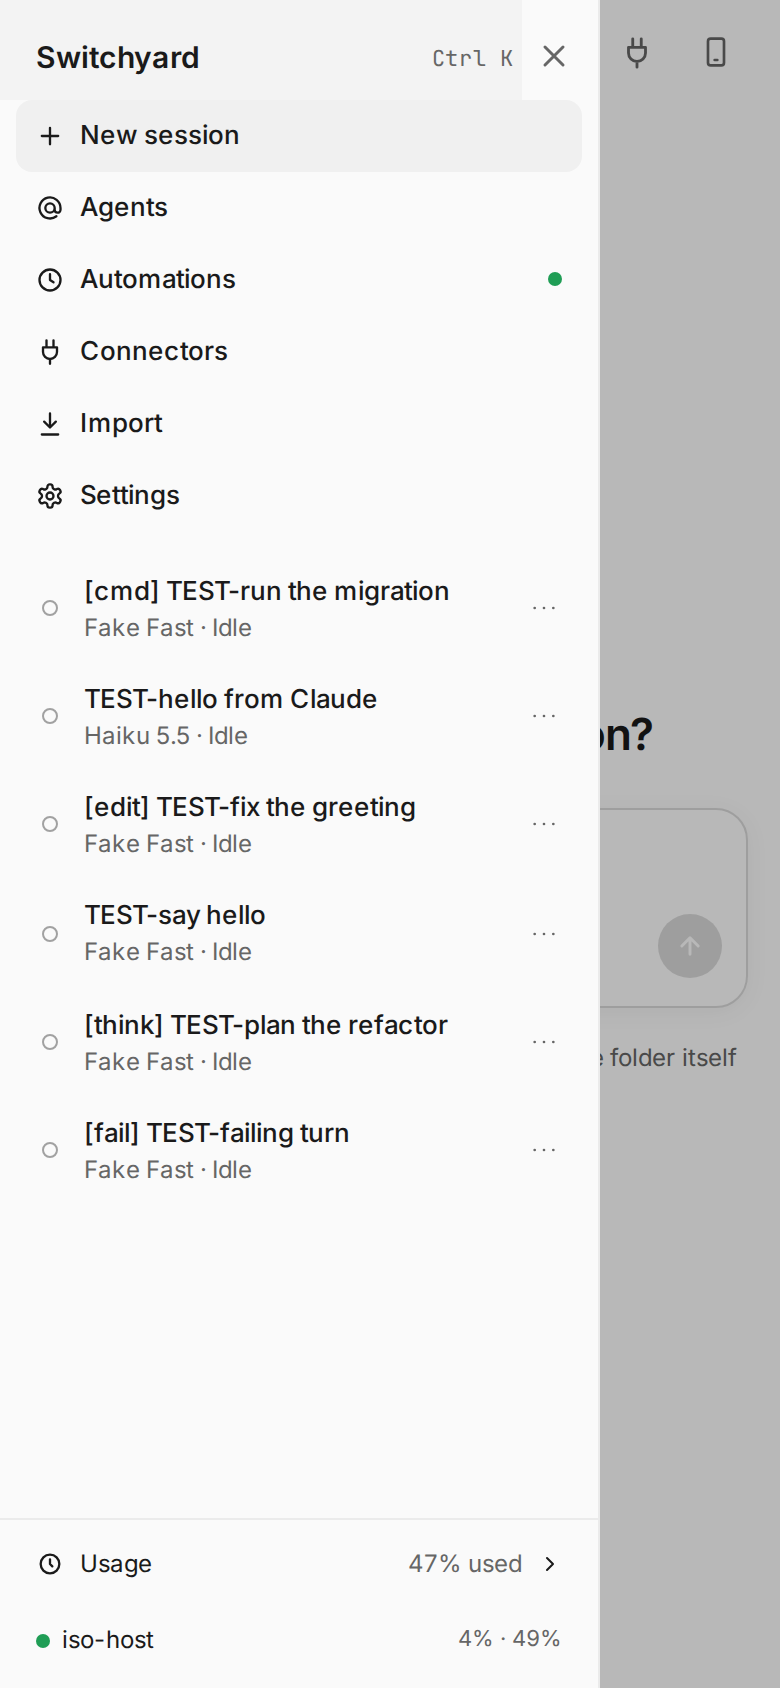 Switchyard
Ctrl K
New session
Agents
Automations
Connectors
Import
Settings
[cmd] TEST-run the migration
Fake Fast · Idle
TEST-hello from Claude
Haiku 5.5 · Idle
[edit] TEST-fix the greeting
Fake Fast · Idle
TEST-say hello
Fake Fast · Idle
[think] TEST-plan the refactor
Fake Fast · Idle
[fail] TEST-failing turn
Fake Fast · Idle
on?
folder itself
Usage
47% used
iso-host
4% · 49%